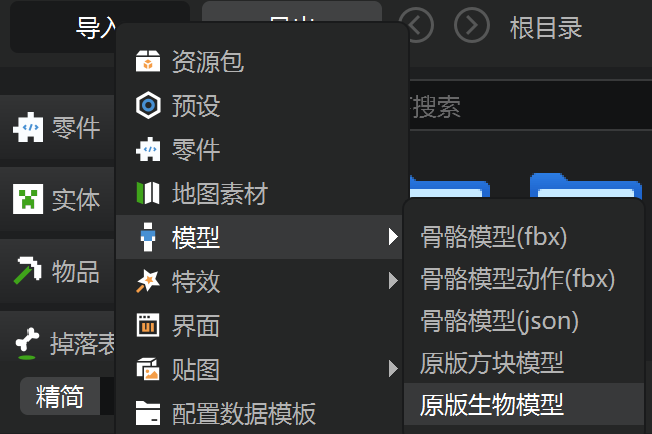 导入
根目录
搜索
零件
实体
物品
掉落表
精简
资源包
预设
零件
地图素材
模型
特效
界面
贴图
配置数据模板
骨骼模型(fbx)
骨骼模型动作(fbx)
骨骼模型(json)
原版方块模型
原版生物模型